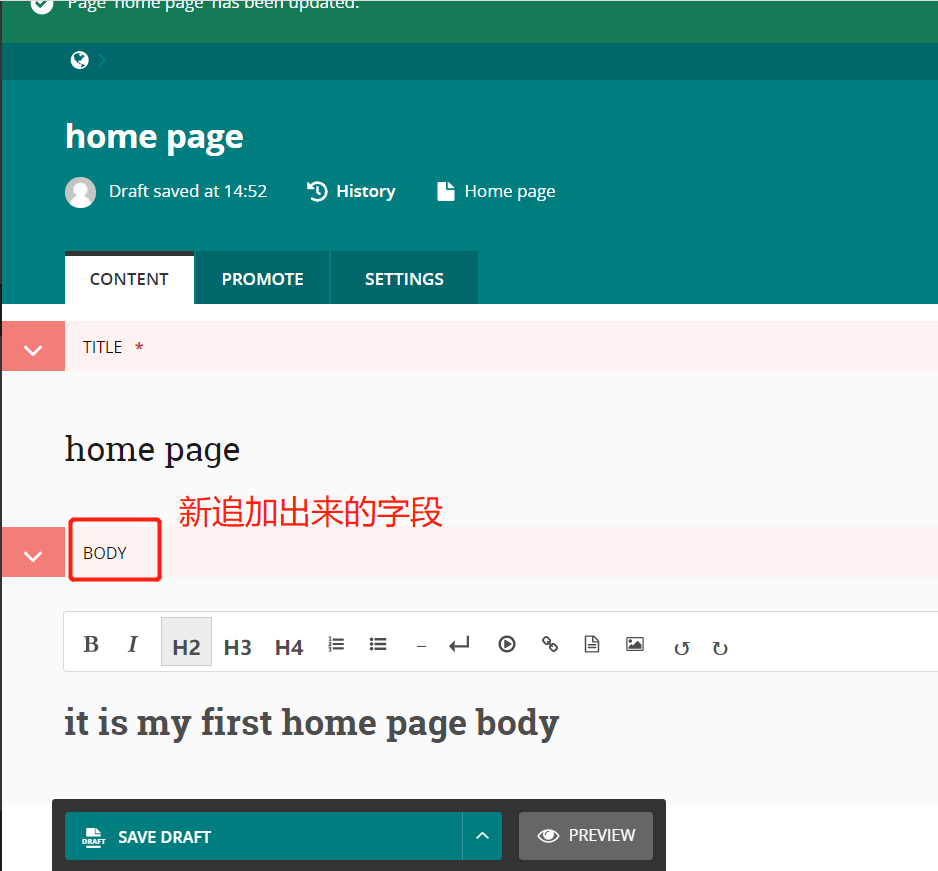 Page 'home page' has been updated.
home page
Draft saved at 14:52 History Home page
CONTENT PROMOTE SETTINGS
TITLE *
home page
新追加出来的字段
BODY
B I H2 H3 H4
it is my first home page body
DRAFT SAVE DRAFT PREVIEW